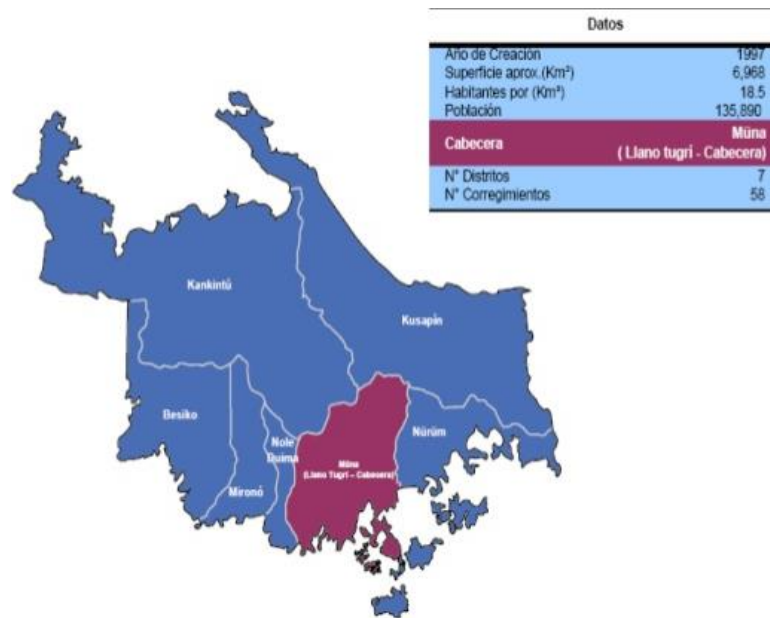 Datos
Año de Creación 1997
Superficie aprox.(Km²) 6,968
Habitantes por (Km²) 18.5
Población 135,890
Cabecera Müna
( Llano tugrí - Cabecera)
N° Distritos 7
N° Corregimientos 58
Kankintú
Kusapín
Besiko
Nole
Duima
Mironó
Müna
(Llano Tugrí – Cabecera)
Nürüm